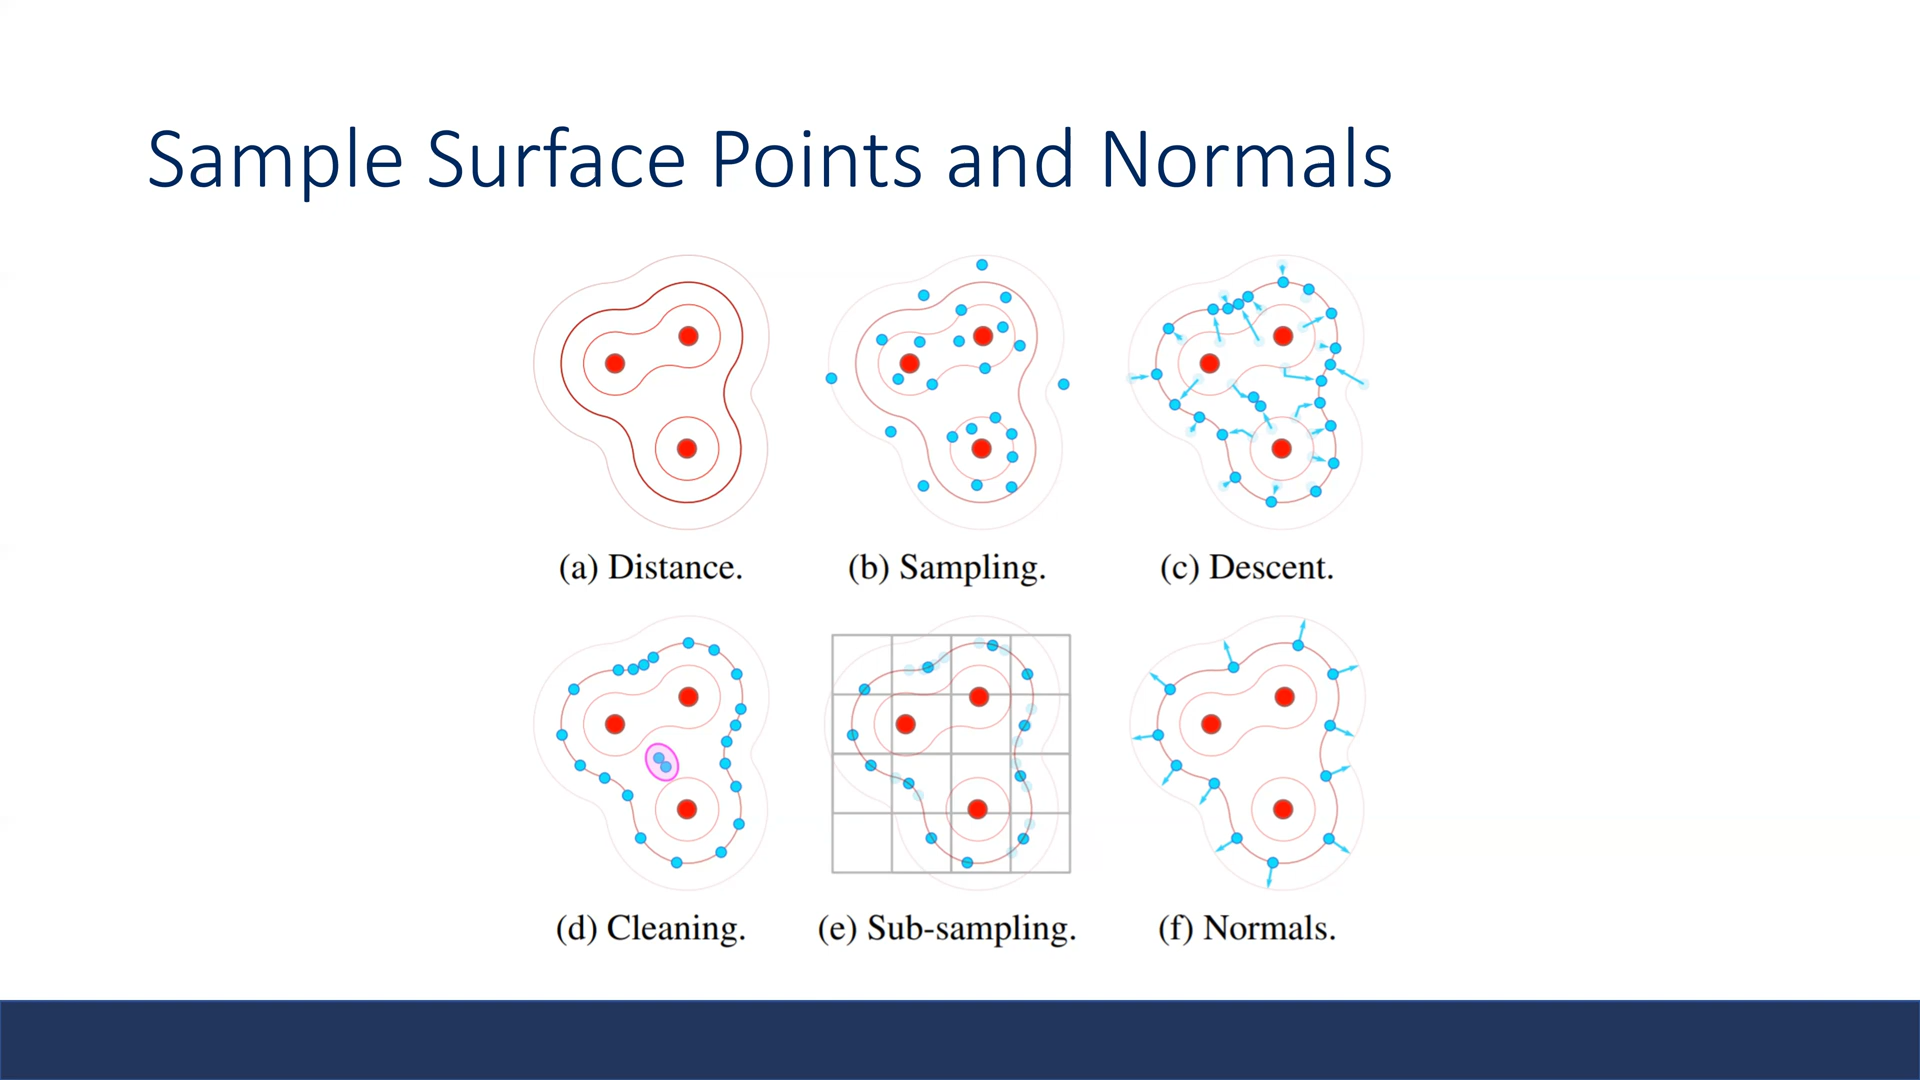 Sample Surface Points and Normals
(a) Distance.
(b) Sampling.
(c) Descent.
(d) Cleaning.
(e) Sub-sampling.
(f) Normals.